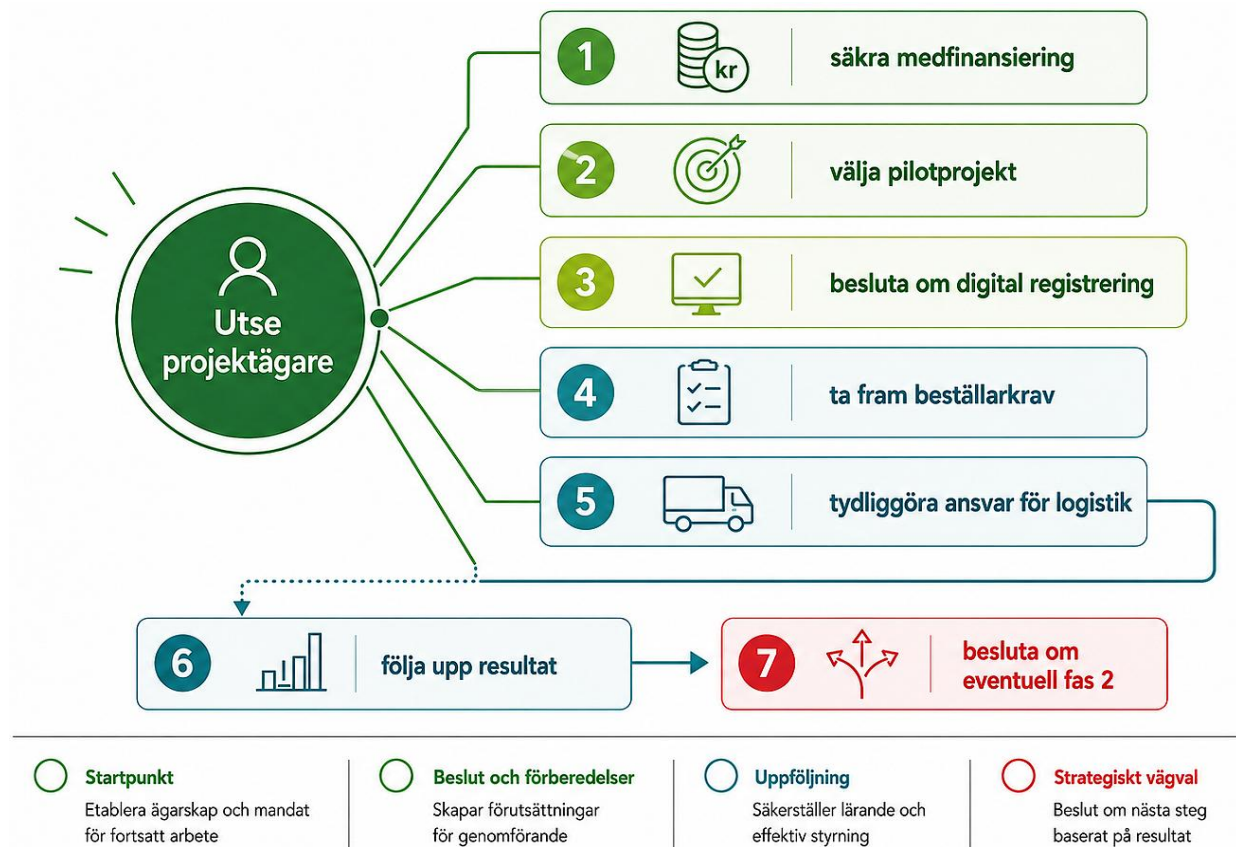 Utse
projektägare
1
kr
säkra medfinansiering
2
välja pilotprojekt
3
besluta om digital registrering
4
ta fram beställarkrav
5
tydliggöra ansvar för logistik
6
följa upp resultat
7
besluta om
eventuell fas 2
Startpunkt
Etablera ägarskap och mandat
för fortsatt arbete
Beslut och förberedelser
Skapar förutsättningar
för genomförande
Uppföljning
Säkerställer lärande och
effektiv styrning
Strategiskt vägval
Beslut om nästa steg
baserat på resultat